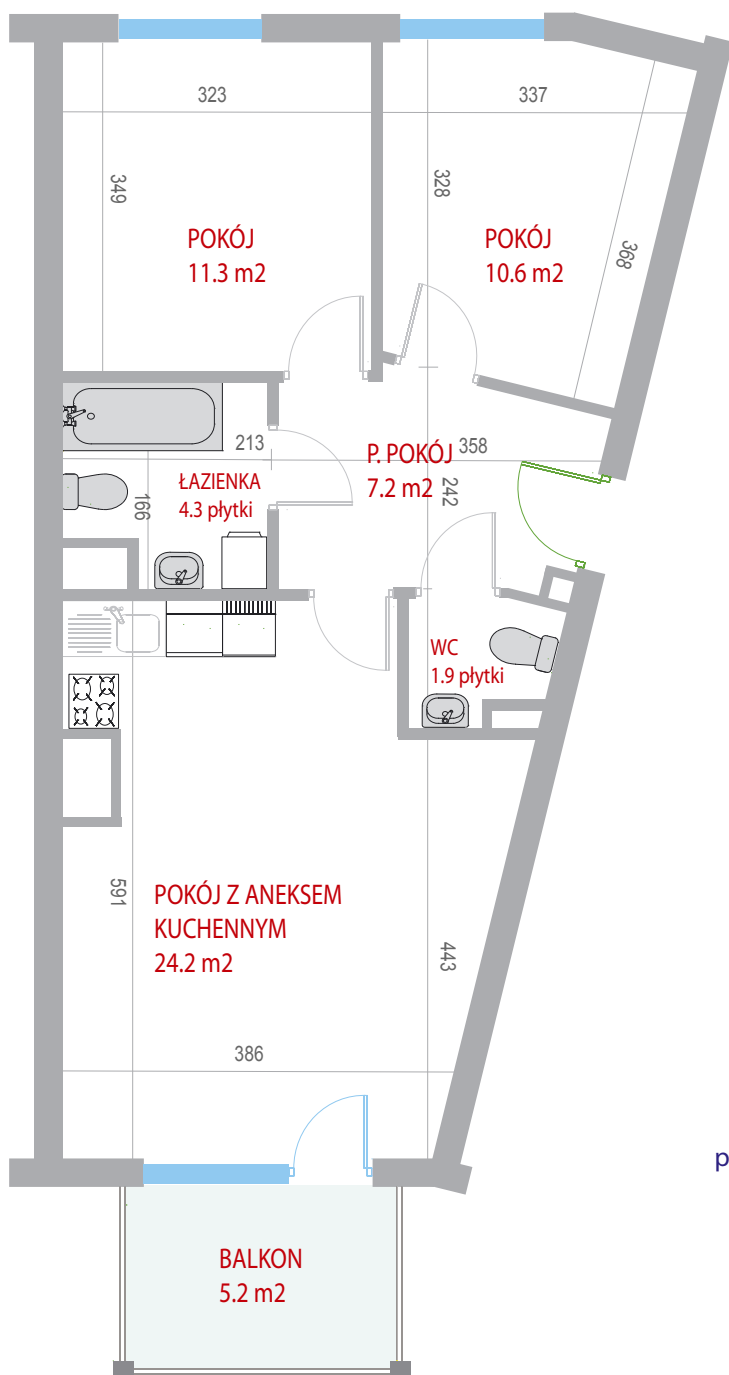 323
337
349
328
368
POKÓJ
11.3 m2
POKÓJ
10.6 m2
213
358
P. POKÓJ
7.2 m2
242
ŁAZIENKA
4.3 płytki
166
WC
1.9 płytki
591
POKÓJ Z ANEKSEM
KUCHENNYM
24.2 m2
443
386
p
BALKON
5.2 m2